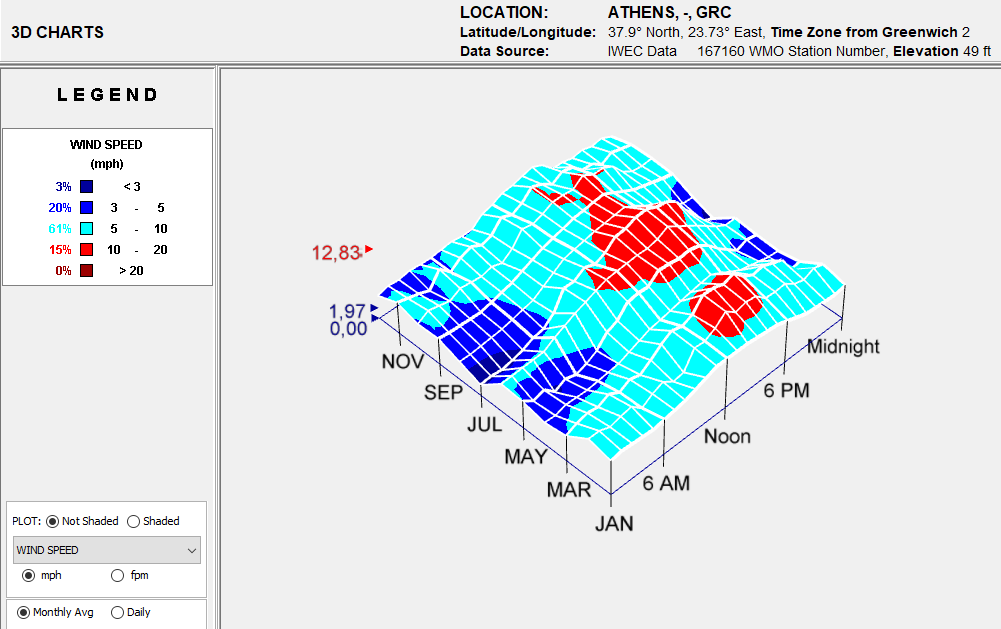 3D CHARTS
LOCATION: ATHENS, -, GRC
Latitude/Longitude: 37.9° North, 23.73° East, Time Zone from Greenwich 2
Data Source: IWEC Data 167160 WMO Station Number, Elevation 49 ft
LEGEND
WIND SPEED
(mph)
3% < 3
20% 3 - 5
61% 5 - 10
15% 10 - 20
0% > 20
12,83
1,97
0,00
NOV
SEP
JUL
MAY
MAR
JAN
6 AM
Noon
6 PM
Midnight
PLOT: Not Shaded Shaded
WIND SPEED
mph fpm
Monthly Avg Daily